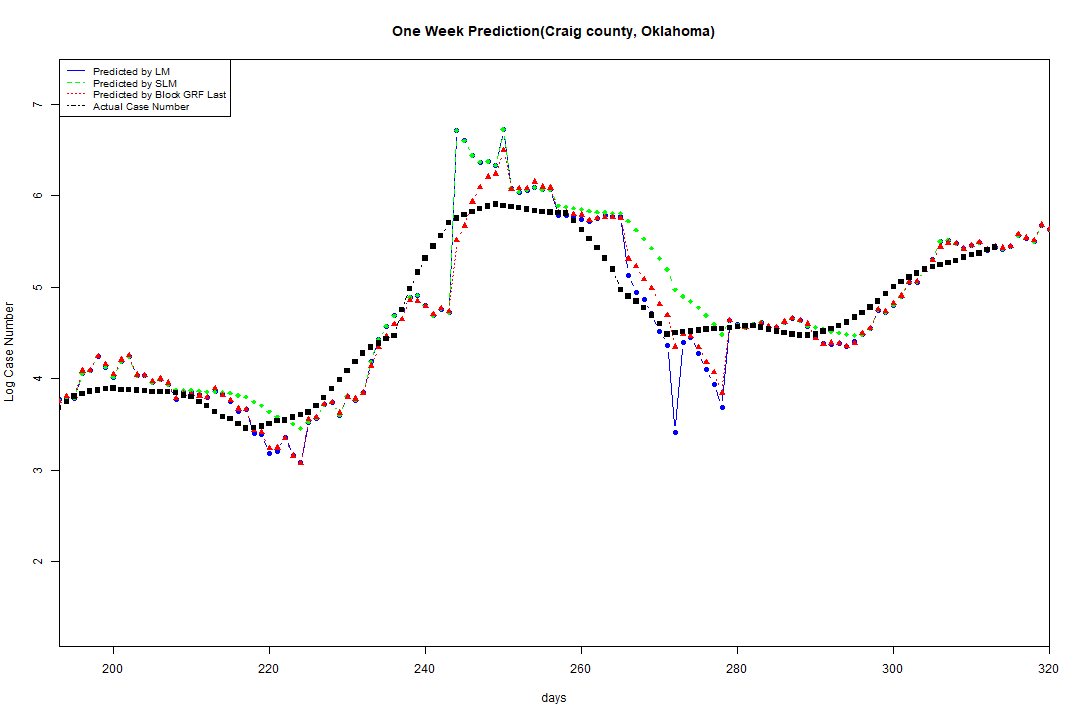 One Week Prediction(Craig county, Oklahoma)
Predicted by LM
Predicted by SLM
Predicted by Block GRF Last
Actual Case Number
7
6
5
4
3
2
Log Case Number
200 220 240 260 280 300 320
days